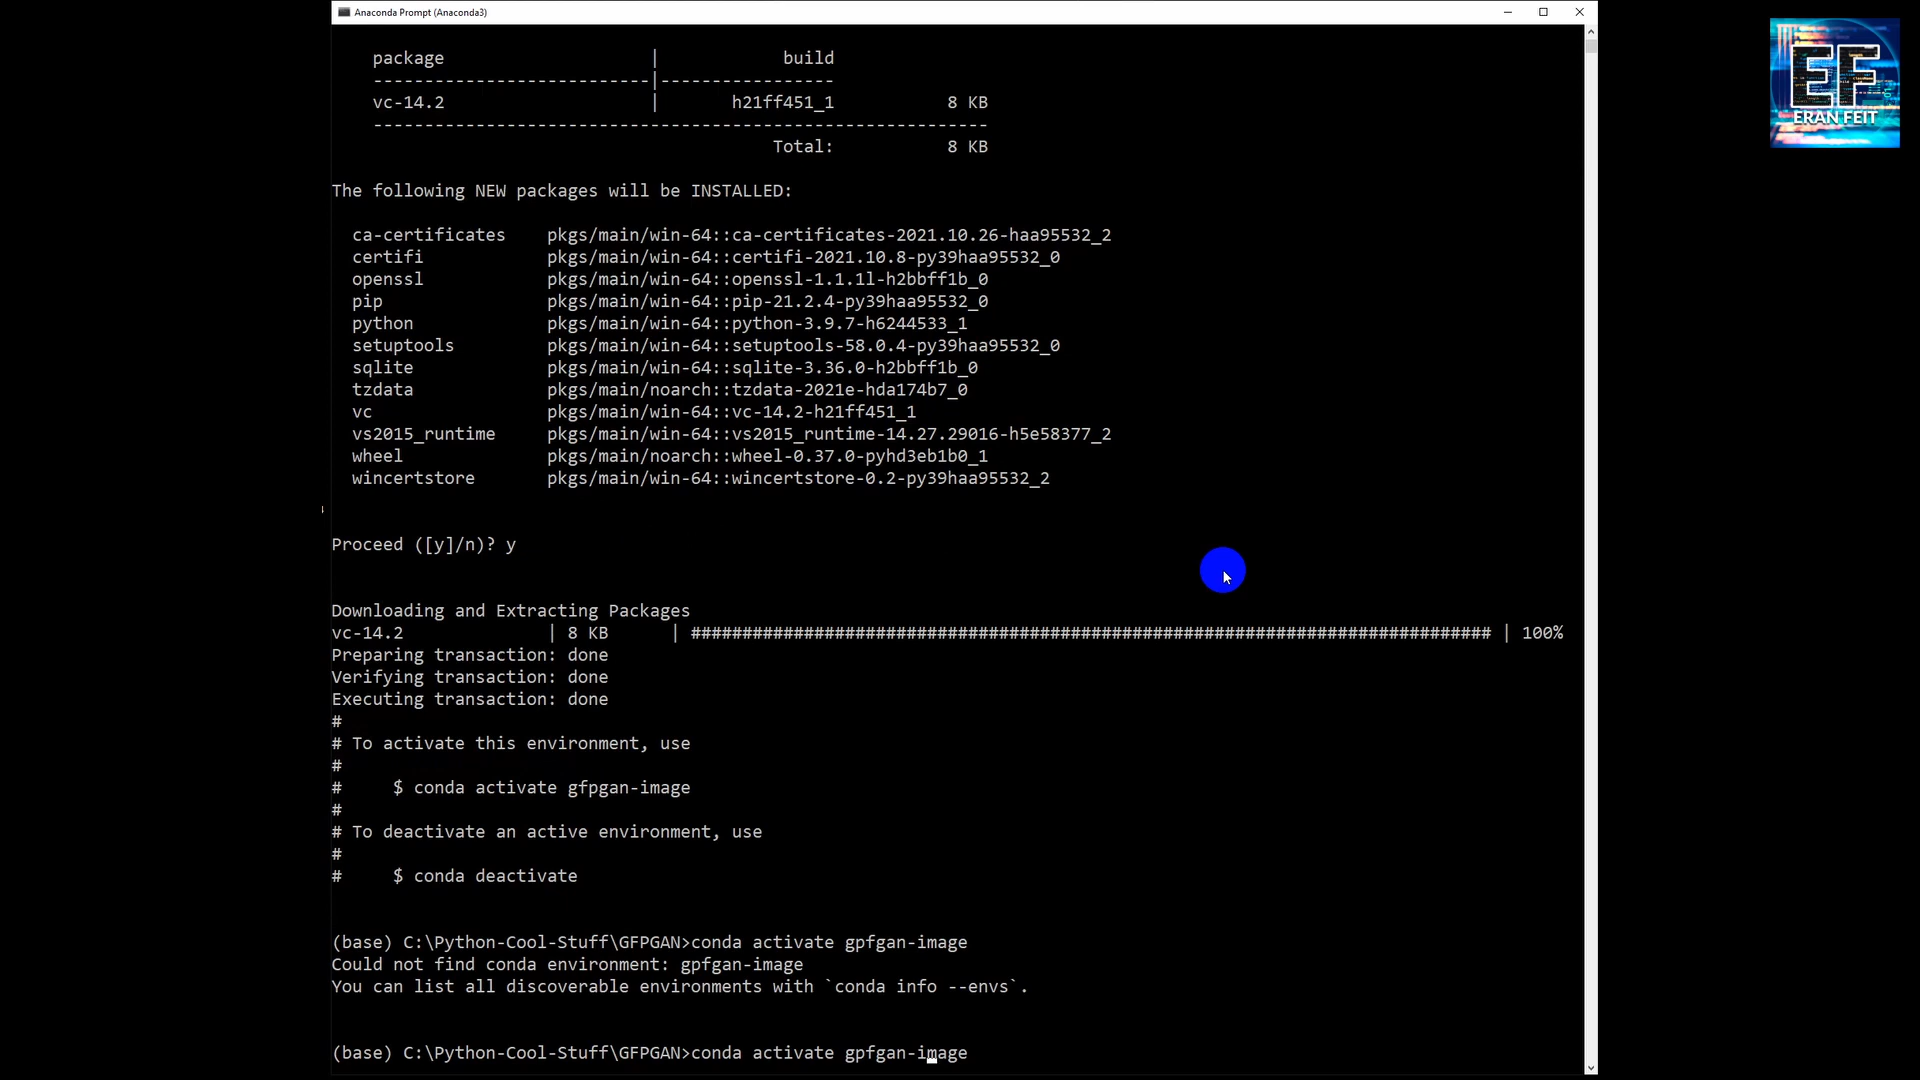 Anaconda Prompt (Anaconda3)
package | build
---------------------------|-----------------
vc-14.2 | h21ff451_1 8 KB
------------------------------------------------------------
Total: 8 KB
The following NEW packages will be INSTALLED:
ca-certificates pkgs/main/win-64::ca-certificates-2021.10.26-haa95532_2
certifi pkgs/main/win-64::certifi-2021.10.8-py39haa95532_0
openssl pkgs/main/win-64::openssl-1.1.1l-h2bbff1b_0
pip pkgs/main/win-64::pip-21.2.4-py39haa95532_0
python pkgs/main/win-64::python-3.9.7-h6244533_1
setuptools pkgs/main/win-64::setuptools-58.0.4-py39haa95532_0
sqlite pkgs/main/win-64::sqlite-3.36.0-h2bbff1b_0
tzdata pkgs/main/noarch::tzdata-2021e-hda174b7_0
vc pkgs/main/win-64::vc-14.2-h21ff451_1
vs2015_runtime pkgs/main/win-64::vs2015_runtime-14.27.29016-h5e58377_2
wheel pkgs/main/noarch::wheel-0.37.0-pyhd3eb1b0_1
wincertstore pkgs/main/win-64::wincertstore-0.2-py39haa95532_2
Proceed ([y]/n)? y
Downloading and Extracting Packages
vc-14.2 | 8 KB | ############################################################################## | 100%
Preparing transaction: done
Verifying transaction: done
Executing transaction: done
#
# To activate this environment, use
#
# $ conda activate gfpgan-image
#
# To deactivate an active environment, use
#
# $ conda deactivate
(base) C:\Python-Cool-Stuff\GFPGAN>conda activate gpfgan-image
Could not find conda environment: gpfgan-image
You can list all discoverable environments with `conda info --envs`.
(base) C:\Python-Cool-Stuff\GFPGAN>conda activate gpfgan-image
EF
ERAN FEIT